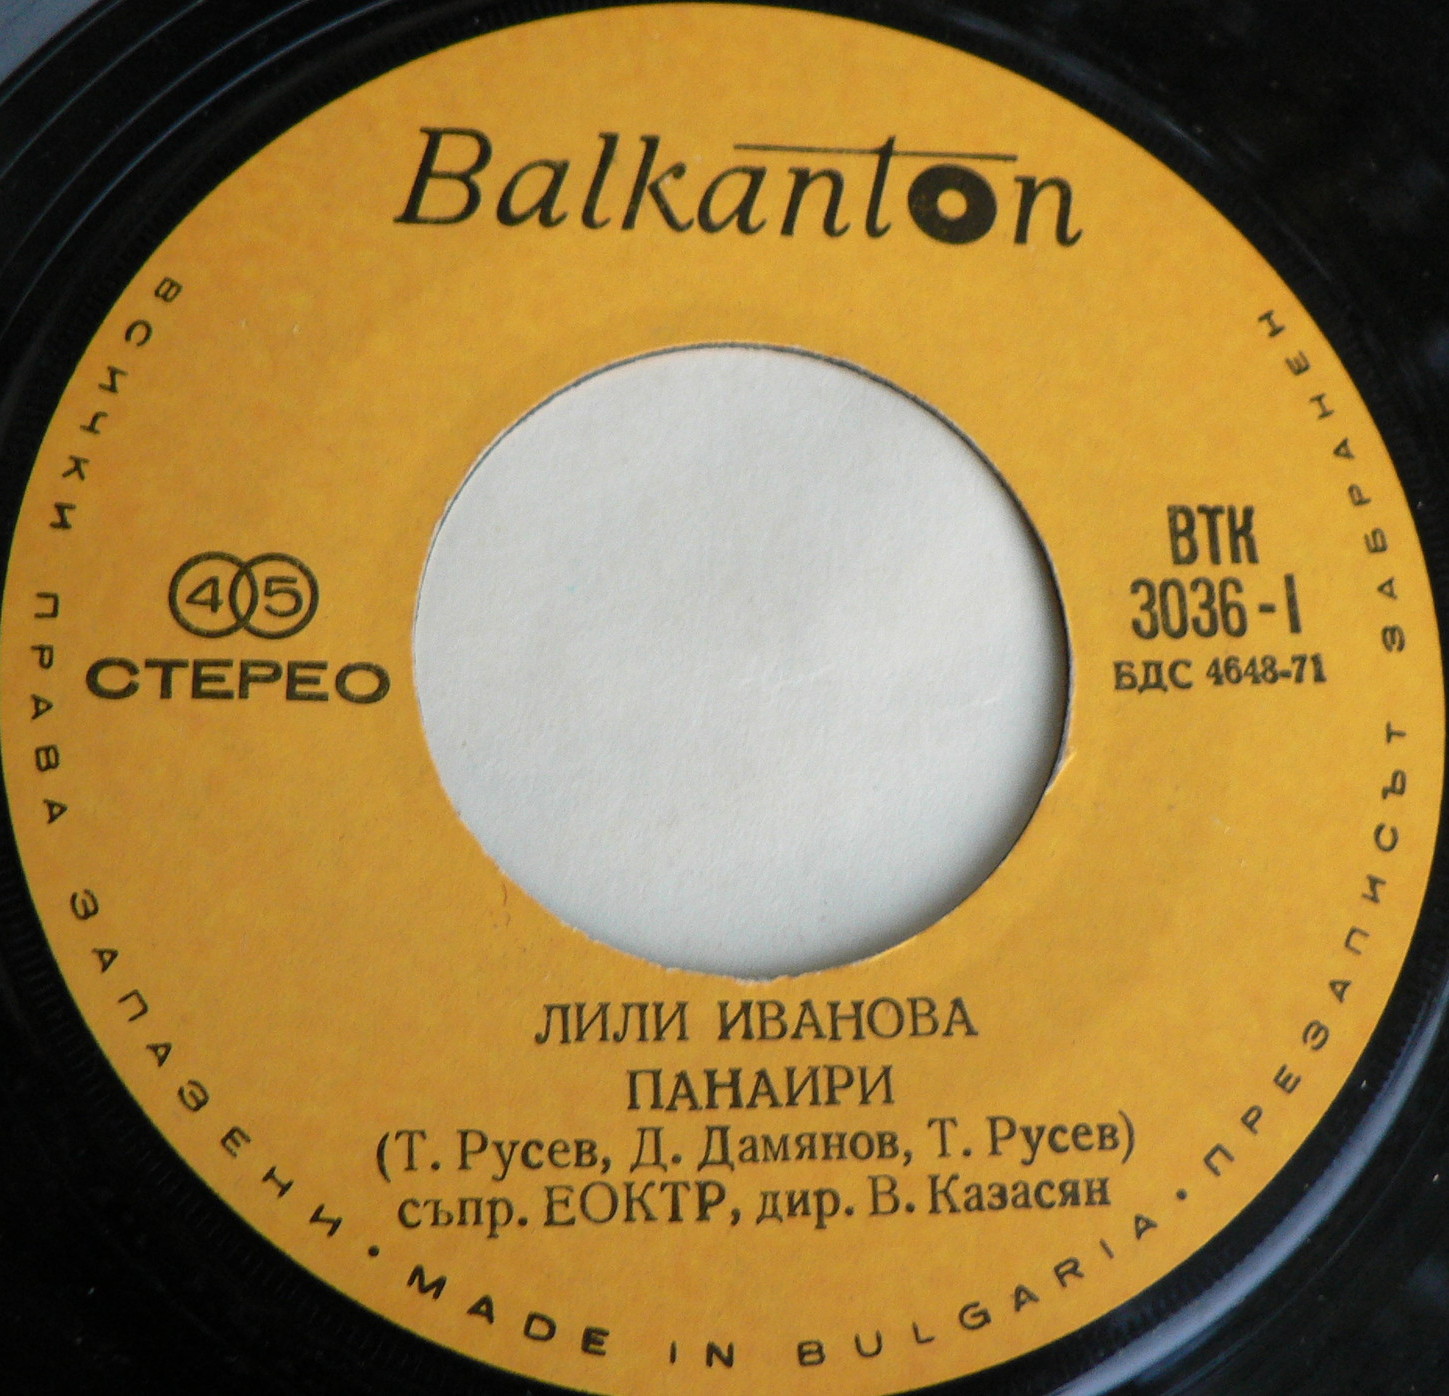 Balkanton
ВСИЧКИ ПРАВА ЗАПАЗЕНИ • MADE IN BULGARIA • ПРЕЗАПИСЪТ ЗАБРАНЕН
45
СТЕРЕО
ВТК
3036-I
БДС 4648-71
ЛИЛИ ИВАНОВА
ПАНАИРИ
(Т. Русев, Д. Дамянов, Т. Русев)
съпр. ЕОКТР, дир. В. Казасян